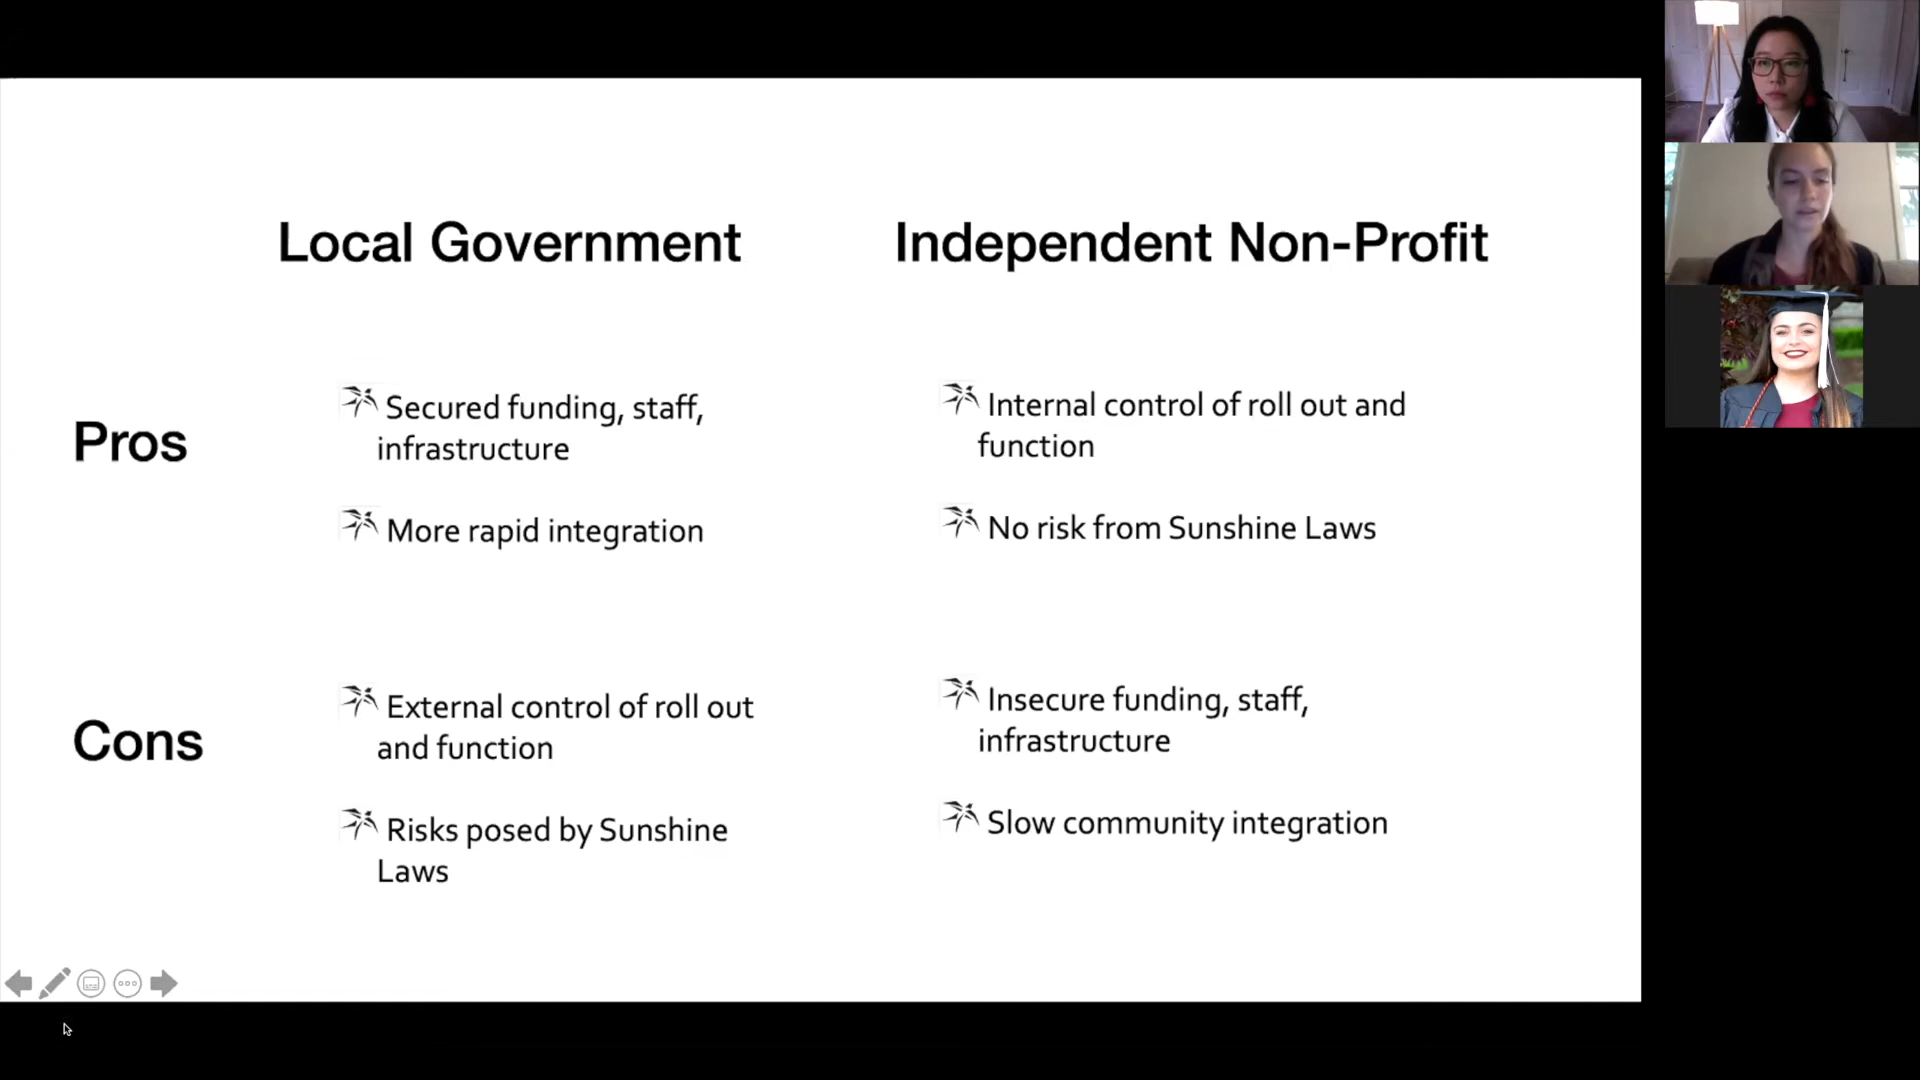 Local Government
Independent Non-Profit
Pros
Secured funding, staff,
infrastructure
More rapid integration
Internal control of roll out and
function
No risk from Sunshine Laws
Cons
External control of roll out
and function
Risks posed by Sunshine
Laws
Insecure funding, staff,
infrastructure
Slow community integration